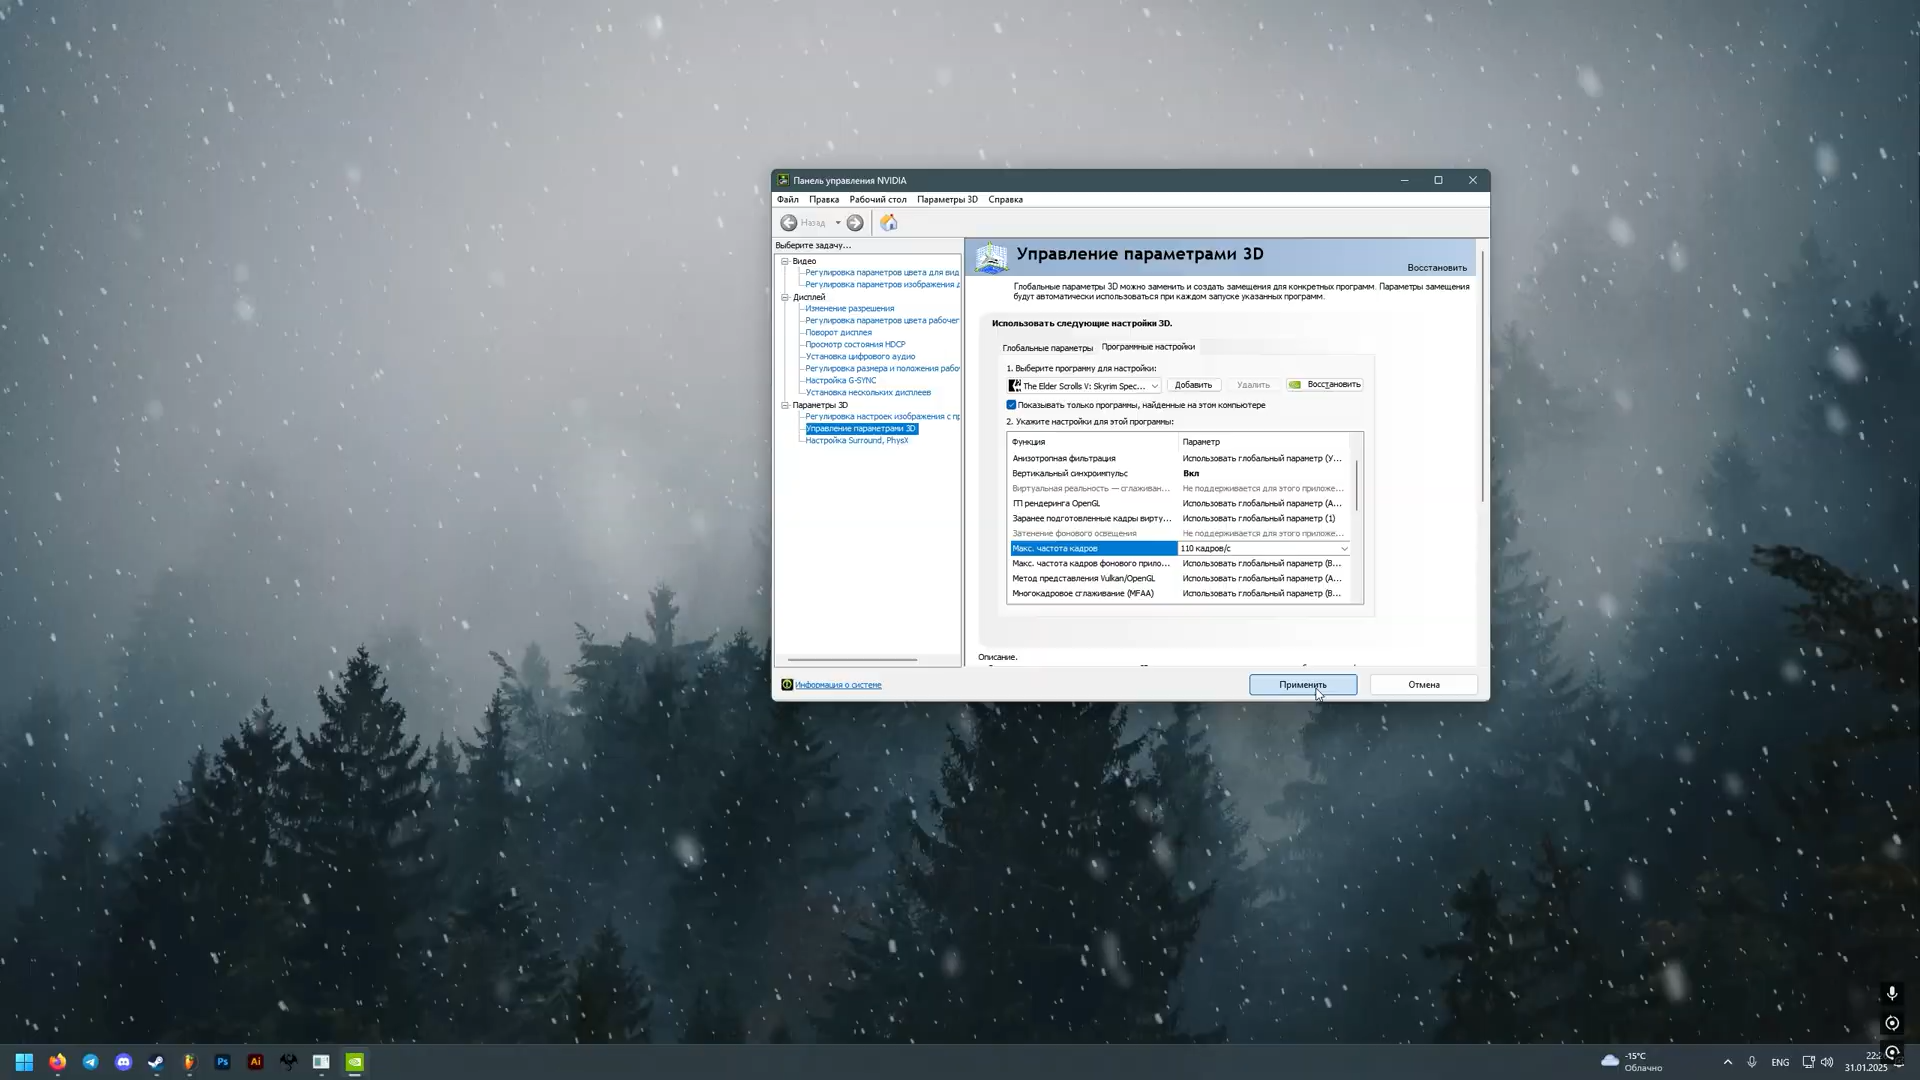 Панель управления NVIDIA
Файл Правка Рабочий стол Параметры 3D Справка
Назад
Выберите задачу...
Видео
Регулировка параметров цвета для вид
Регулировка параметров изображения д
Дисплей
Изменение разрешения
Регулировка параметров цвета рабочег
Поворот дисплея
Просмотр состояния HDCP
Установка цифрового аудио
Регулировка размера и положения рабо
Настройка G-SYNC
Установка нескольких дисплеев
Параметры 3D
Регулировка настроек изображения с пр
Управление параметрами 3D
Настройка Surround, PhysX
Информация о системе
Управление параметрами 3D
Восстановить
Глобальные параметры 3D можно заменить и создать замещения для конкретных программ. Параметры замещения
будут автоматически использоваться при каждом запуске указанных программ.
Использовать следующие настройки 3D.
Глобальные параметры Программные настройки
1. Выберите программу для настройки:
The Elder Scrolls V: Skyrim Spec... Добавить Удалить Восстановить
Показывать только программы, найденные на этом компьютере
2. Укажите настройки для этой программы:
Функция Параметр
Анизотропная фильтрация Использовать глобальный параметр (У...
Вертикальный синхроимпульс Вкл
Виртуальная реальность — сглаживан... Не поддерживается для этого приложе...
ГП рендеринга OpenGL Использовать глобальный параметр (А...
Заранее подготовленные кадры вирту... Использовать глобальный параметр (1)
Затенение фонового освещения Не поддерживается для этого приложе...
Макс. частота кадров 110 кадров/с
Макс. частота кадров фонового прило... Использовать глобальный параметр (В...
Метод представления Vulkan/OpenGL Использовать глобальный параметр (А...
Многокадровое сглаживание (MFAA) Использовать глобальный параметр (В...
Описание.
Применить Отмена
Ps Ai
-15°C
Облачно
ENG
22:
31.01.2025